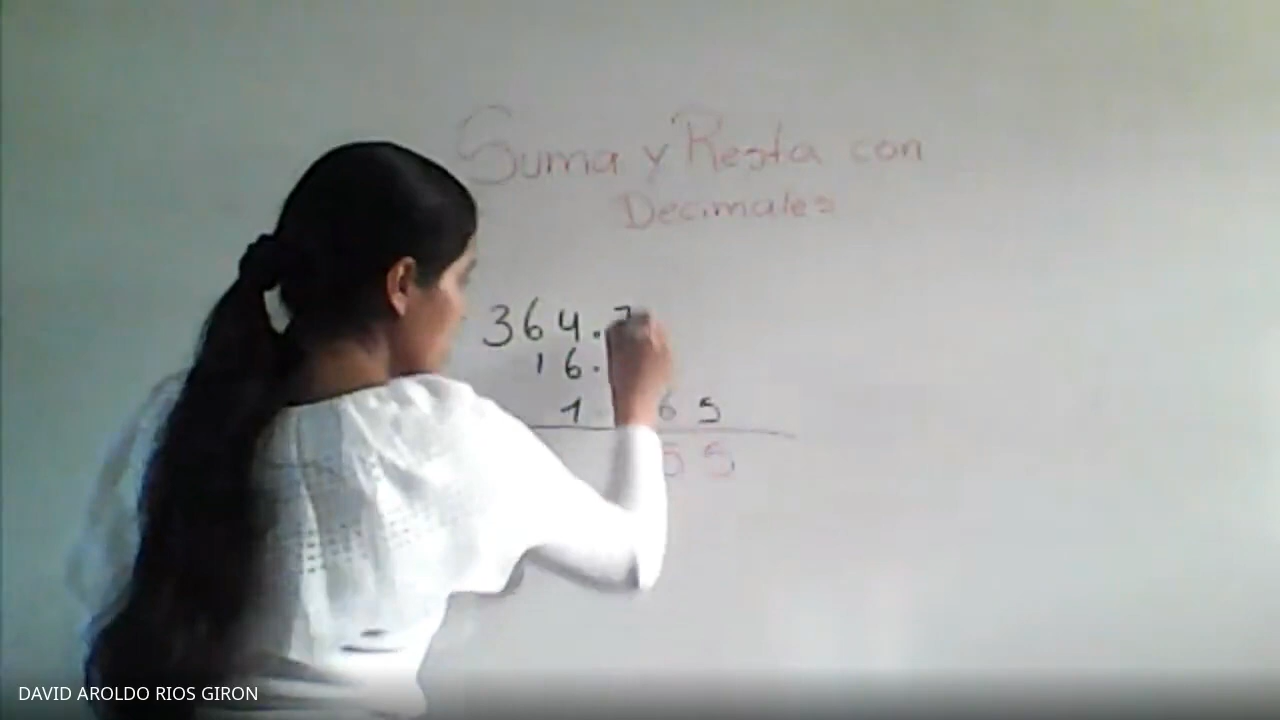 Suma y Resta con
Decimales
364.7
16.
1. 65
55
DAVID AROLDO RIOS GIRON